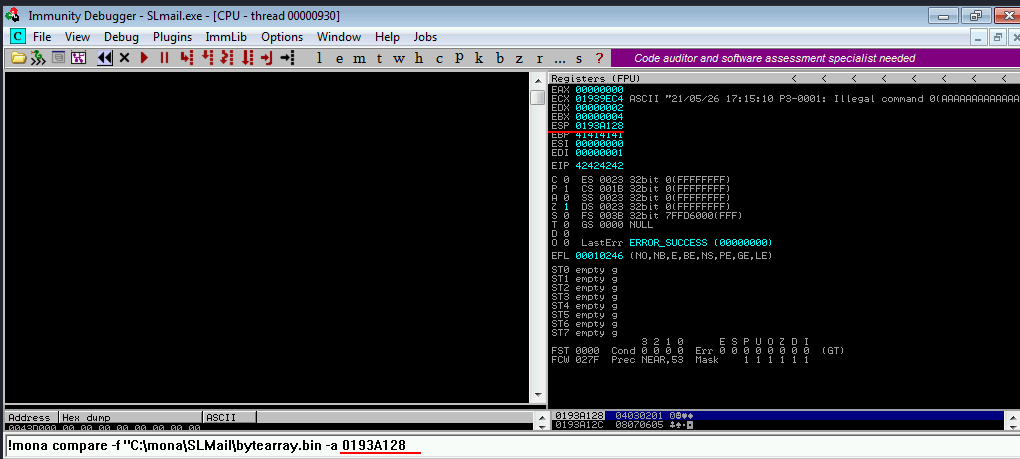 Immunity Debugger - SLmail.exe - [CPU - thread 00000930]
C File View Debug Plugins ImmLib Options Window Help Jobs
l e m t w h c p k b z r ... s ? Code auditor and software assessment specialist needed
Registers (FPU) < < < < < < < <
EAX 00000000
ECX 01939EC4 ASCII "21/05/26 17:15:10 P3-0001: Illegal command 0(AAAAAAAAAAAAA
EDX 00000002
EBX 00000004
ESP 0193A128
EBP 41414141
ESI 00000000
EDI 00000001
EIP 42424242
C 0 ES 0023 32bit 0(FFFFFFFF)
P 1 CS 001B 32bit 0(FFFFFFFF)
A 0 SS 0023 32bit 0(FFFFFFFF)
Z 1 DS 0023 32bit 0(FFFFFFFF)
S 0 FS 003B 32bit 7FFD6000(FFF)
T 0 GS 0000 NULL
D 0
O 0 LastErr ERROR_SUCCESS (00000000)
EFL 00010246 (NO,NB,E,BE,NS,PE,GE,LE)
ST0 empty g
ST1 empty g
ST2 empty g
ST3 empty g
ST4 empty g
ST5 empty g
ST6 empty g
ST7 empty g
3 2 1 0 E S P U O Z D I
FST 0000 Cond 0 0 0 0 Err 0 0 0 0 0 0 0 0 (GT)
FCW 027F Prec NEAR,53 Mask 1 1 1 1 1 1
Address Hex dump ASCII
0043D000 00 00 00 00 00 00 00 00
0193A128 04030201
0193A12C 08070605
!mona compare -f "C:\mona\SLMail\bytearray.bin -a 0193A128